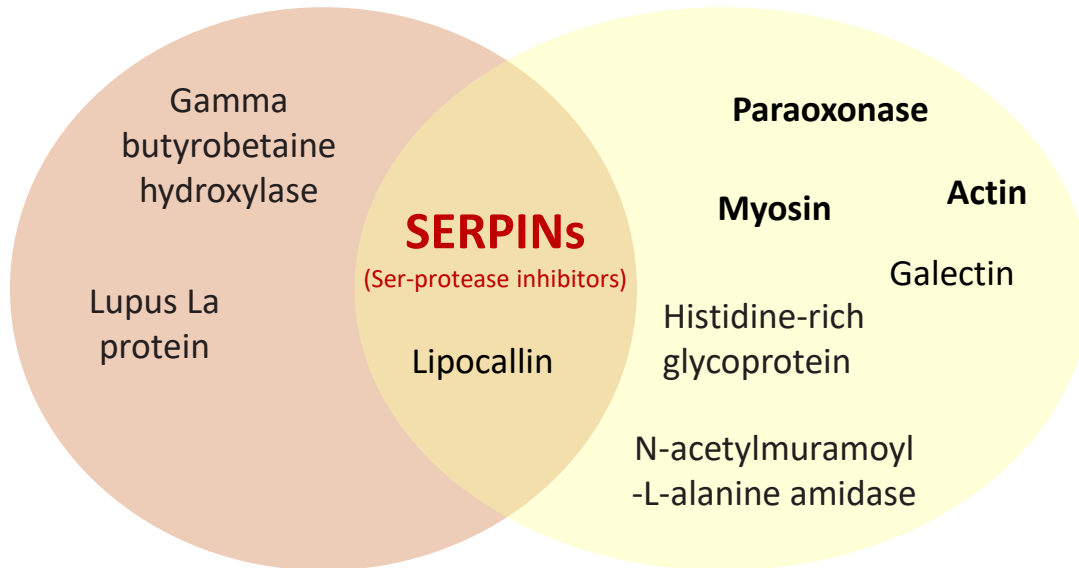 Gamma
butyrobetaine
hydroxylase
Lupus La
protein
SERPINs
(Ser-protease inhibitors)
Lipocallin
Paraoxonase
Myosin
Actin
Galectin
Histidine-rich
glycoprotein
N-acetylmuramoyl
-L-alanine amidase